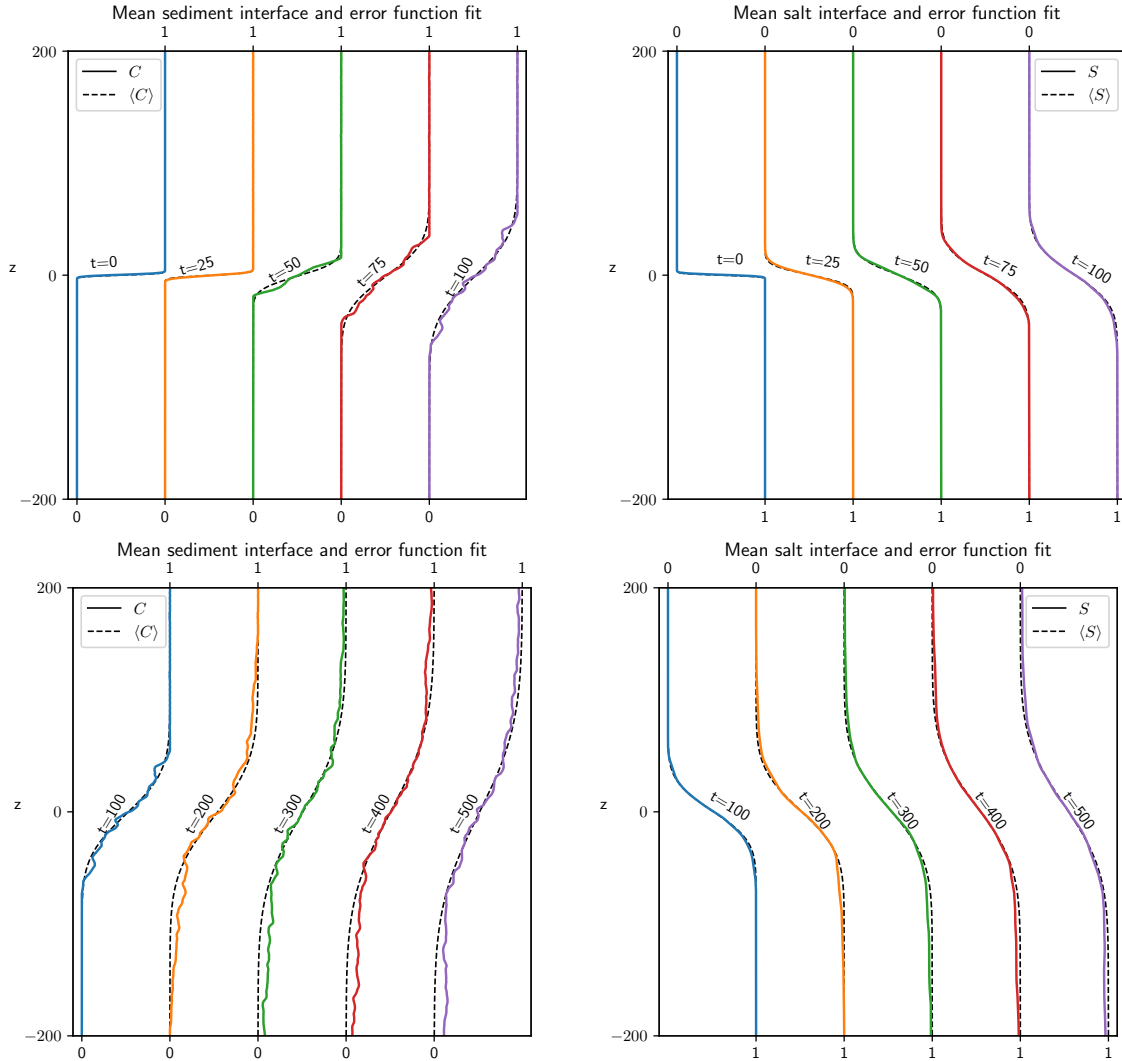 Mean sediment interface and error function fit
1 1 1 1 1
200
C
⟨C⟩
t=0
t=25
t=50
t=75
t=100
z
0
−200
0 0 0 0 0
Mean salt interface and error function fit
0 0 0 0 0
200
S
⟨S⟩
t=0
t=25
t=50
t=75
t=100
z
0
−200
1 1 1 1 1
Mean sediment interface and error function fit
1 1 1 1 1
200
C
⟨C⟩
t=100
t=200
t=300
t=400
t=500
z
0
−200
0 0 0 0 0
Mean salt interface and error function fit
0 0 0 0 0
200
S
⟨S⟩
t=100
t=200
t=300
t=400
t=500
z
0
−200
1 1 1 1 1